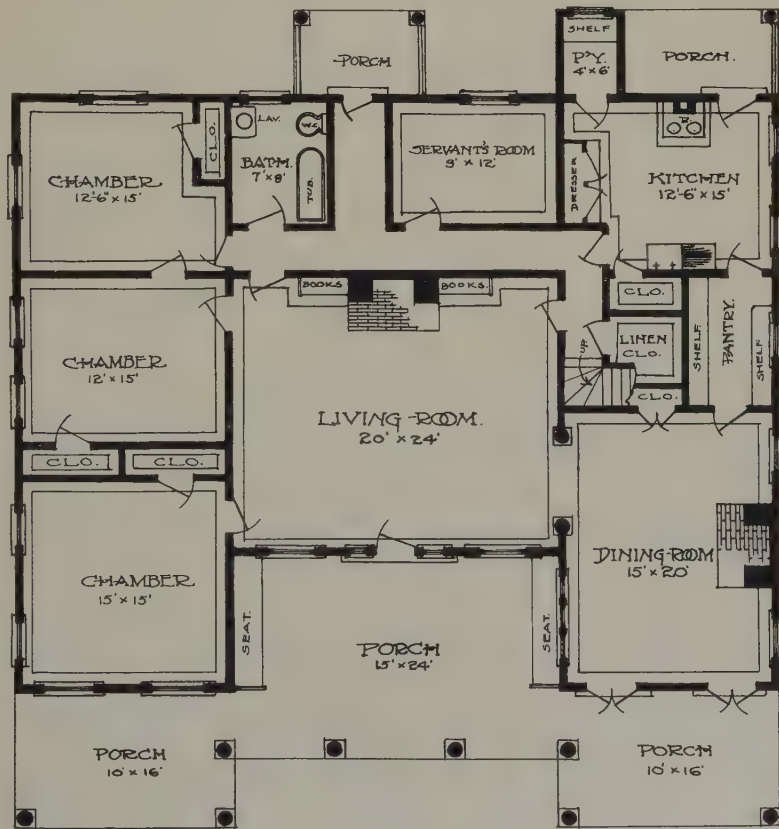 SHELF
PORCH
P'Y.
4' x 6'
PORCH.
CLO.
LAV.
W.C.
R.
BATH.
7' x 8'
TUB.
SERVANT'S ROOM
9' x 12'
DRESSER
KITCHEN
12'-6" x 15'
CHAMBER
12'-6" x 15'
BOOKS
BOOKS.
CLO.
UP
LINEN
CLO.
SHELF
PANTRY.
SHELF
CHAMBER
12' x 15'
CLO.
LIVING-ROOM.
20' x 24'
CLO.
CLO.
DINING-ROOM
15' x 20'
CHAMBER
15' x 15'
SEAT.
SEAT.
PORCH
15' x 24'
PORCH
10' x 16'
PORCH
10' x 16'